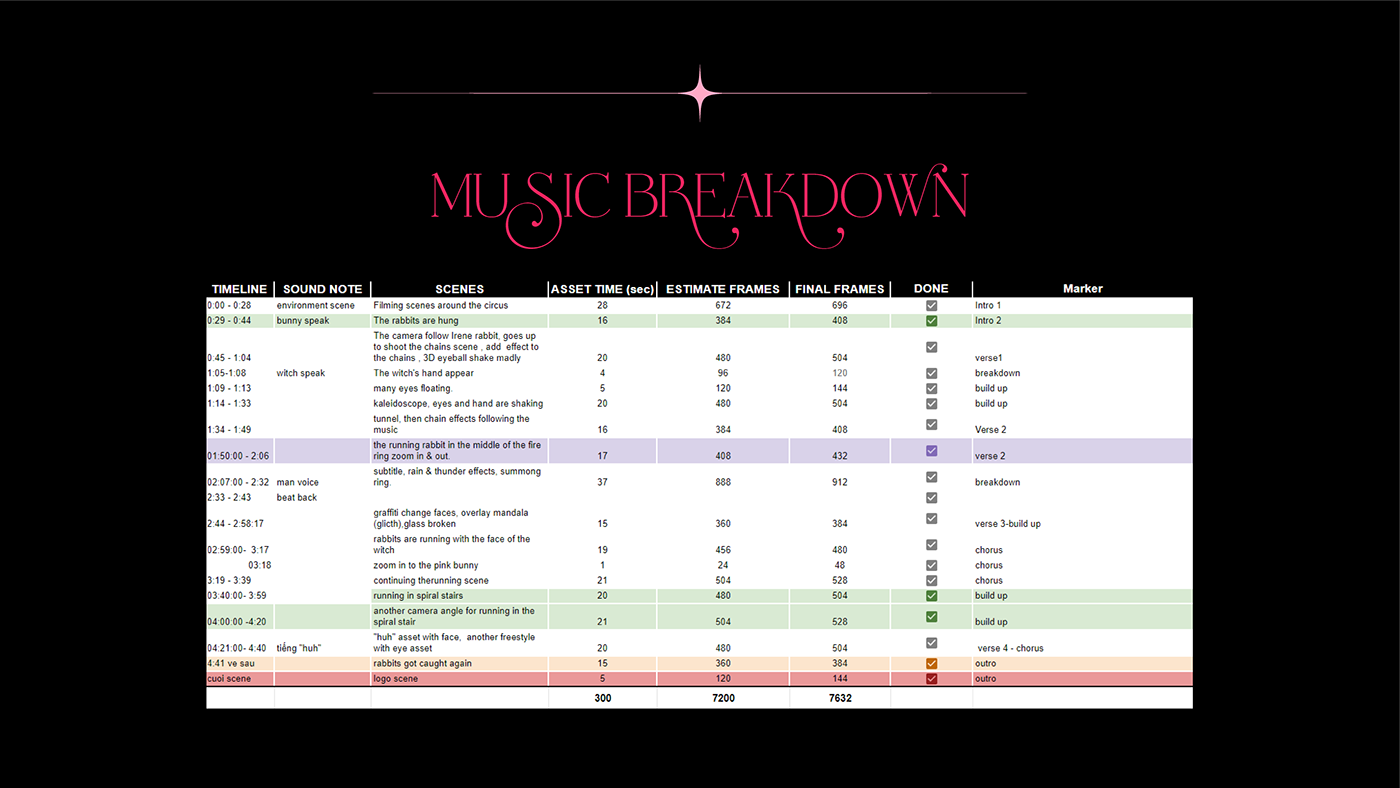 MUSIC BREAKDOWN
TIMELINE SOUND NOTE SCENES ASSET TIME (sec) ESTIMATE FRAMES FINAL FRAMES DONE Marker
0:00 - 0:28 environment scene Filming scenes around the circus 28 672 696 Intro 1
0:29 - 0:44 bunny speak The rabbits are hung 16 384 408 Intro 2
The camera follow Irene rabbit, goes up
to shoot the chains scene , add effect to
0:45 - 1:04 the chains , 3D eyeball shake madly 20 480 504 verse1
1:05-1:08 witch speak The witch's hand appear 4 96 120 breakdown
1:09 - 1:13 many eyes floating. 5 120 144 build up
1:14 - 1:33 kaleidoscope, eyes and hand are shaking 20 480 504 build up
tunnel, then chain effects following the
1:34 - 1:49 music 16 384 408 Verse 2
the running rabbit in the middle of the fire
01:50:00 - 2:06 ring zoom in & out. 17 408 432 verse 2
subtitle, rain & thunder effects, summong
02:07:00 - 2:32 man voice ring. 37 888 912 breakdown
2:33 - 2:43 beat back
graffiti change faces, overlay mandala
2:44 - 2:58:17 (glicth),glass broken 15 360 384 verse 3-build up
rabbits are running with the face of the
02:59:00- 3:17 witch 19 456 480 chorus
03:18 zoom in to the pink bunny 1 24 48 chorus
3:19 - 3:39 continuing therunning scene 21 504 528 chorus
03:40:00- 3:59 running in spiral stairs 20 480 504 build up
another camera angle for running in the
04:00:00 -4:20 spiral stair 21 504 528 build up
"huh" asset with face, another freestyle
04:21:00- 4:40 tiếng "huh" with eye asset 20 480 504 verse 4 - chorus
4:41 ve sau rabbits got caught again 15 360 384 outro
cuoi scene logo scene 5 120 144 outro
300 7200 7632